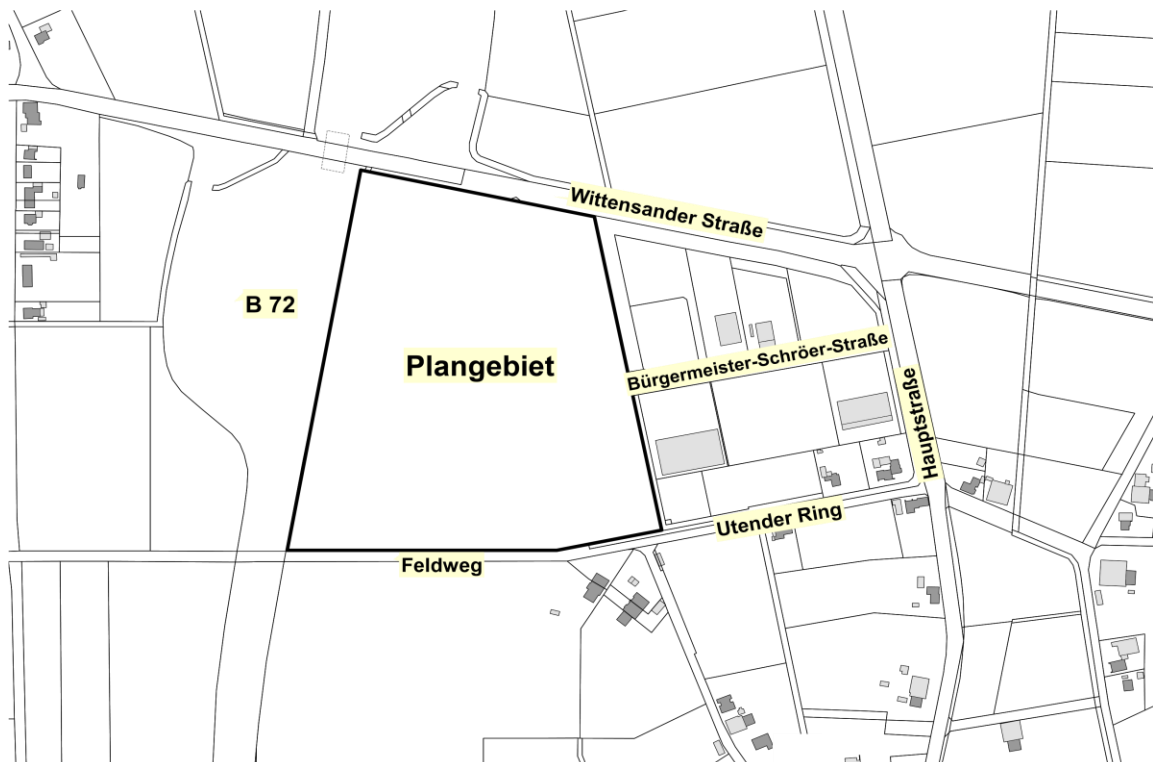 Wittensander Straße
B 72
Plangebiet
Bürgermeister-Schröer-Straße
Hauptstraße
Utender Ring
Feldweg